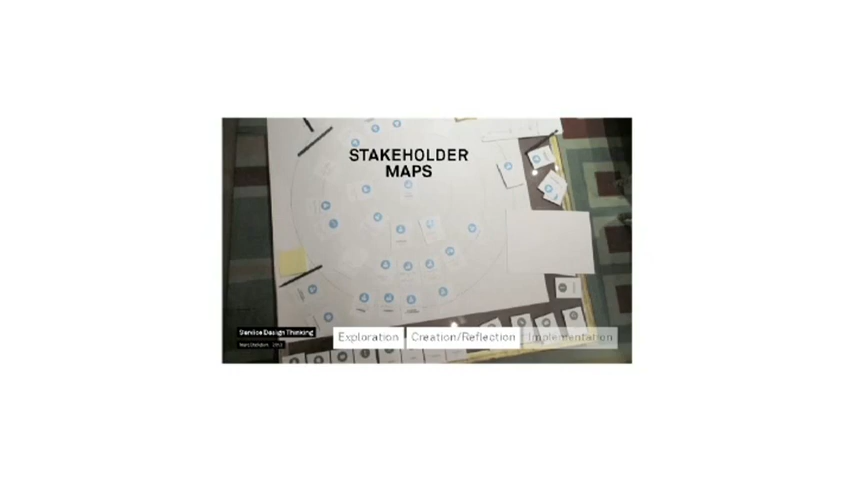 STAKEHOLDER
MAPS
Service Design Thinking
Exploration
Creation/Reflection
Implementation